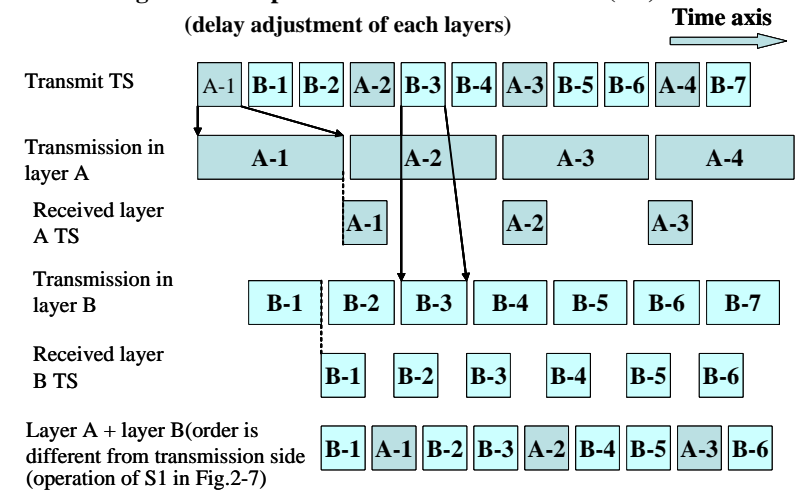 (delay adjustment of each layers)
Time axis
Transmit TS
A-1 B-1 B-2 A-2 B-3 B-4 A-3 B-5 B-6 A-4 B-7
Transmission in
layer A
A-1 A-2 A-3 A-4
Received layer
A TS
A-1 A-2 A-3
Transmission in
layer B
B-1 B-2 B-3 B-4 B-5 B-6 B-7
Received layer
B TS
B-1 B-2 B-3 B-4 B-5 B-6
Layer A + layer B(order is
different from transmission side
(operation of S1 in Fig.2-7)
B-1 A-1 B-2 B-3 A-2 B-4 B-5 A-3 B-6